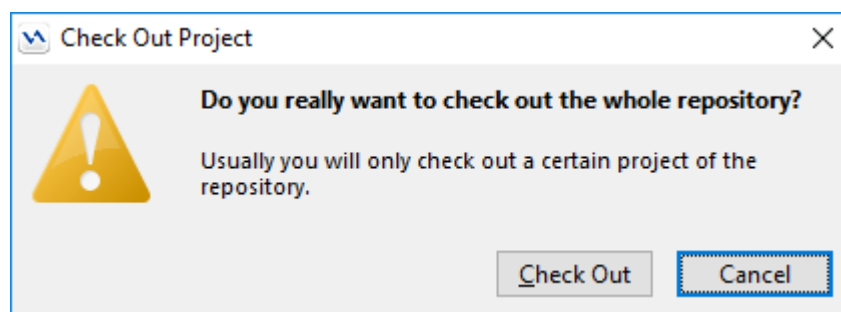 Check Out Project
Do you really want to check out the whole repository?
Usually you will only check out a certain project of the
repository.
Check Out
Cancel